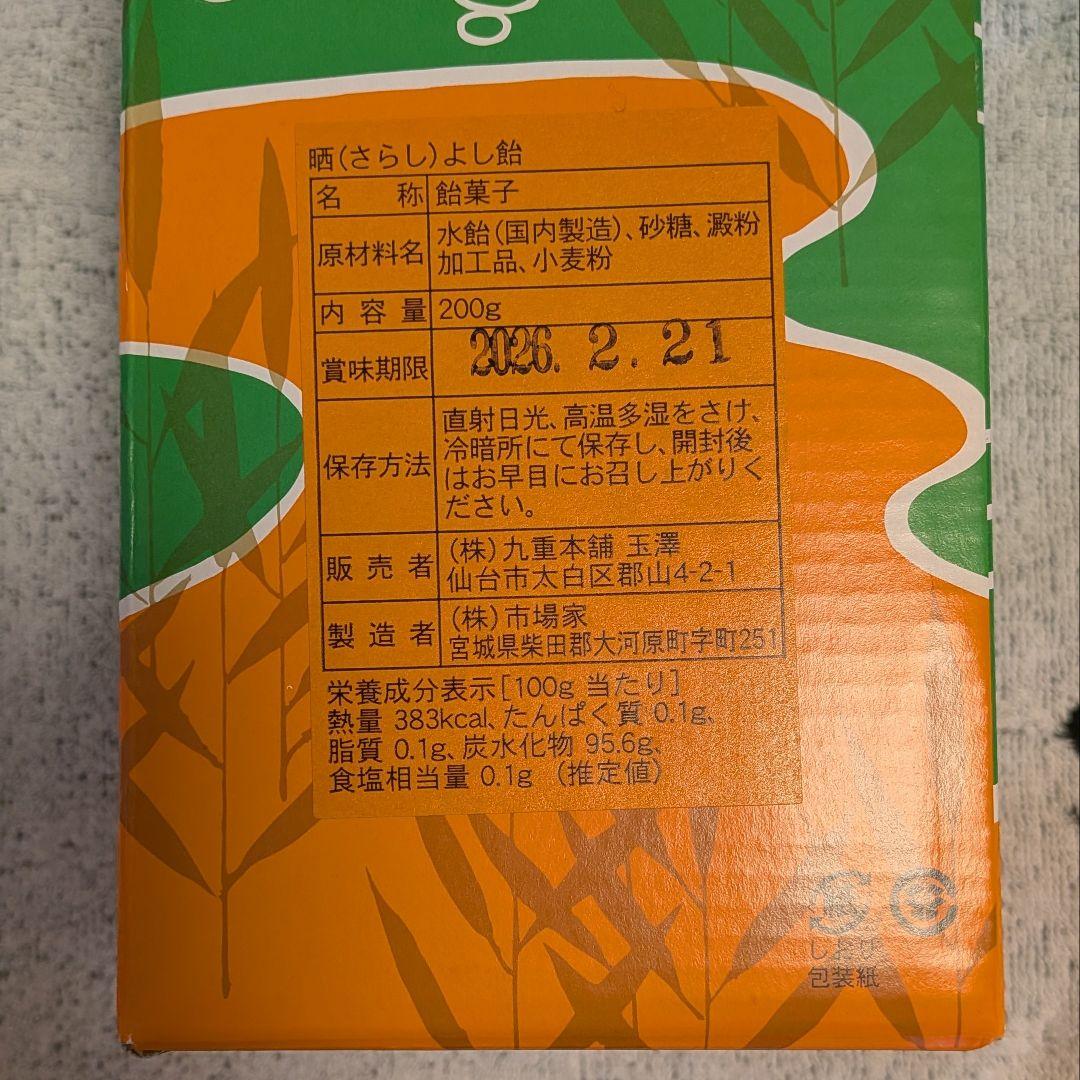 晒(さらし)よし飴
名称 飴菓子
原材料名 水飴(国内製造)、砂糖、澱粉
加工品、小麦粉
内容量 200g
賞味期限 2026. 2. 21
保存方法 直射日光、高温多湿をさけ、
冷暗所にて保存し、開封後
はお早目にお召し上がりく
ださい。
販売者 (株)九重本舗 玉澤
仙台市太白区郡山4-2-1
製造者 (株)市場家
宮城県柴田郡大河原町字町251
栄養成分表示[100g 当たり]
熱量 383kcal、たんぱく質 0.1g、
脂質 0.1g、炭水化物 95.6g、
食塩相当量 0.1g (推定値)
包装紙